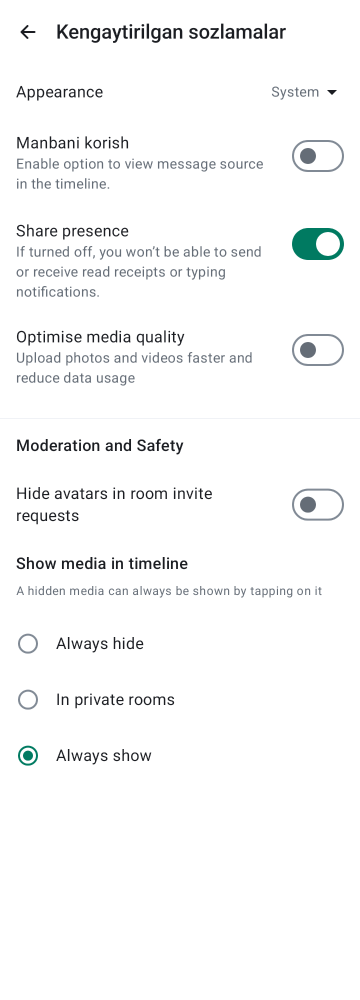 Kengaytirilgan sozlamalar
Appearance
System
Manbani korish
Enable option to view message source
in the timeline.
Share presence
If turned off, you won’t be able to send
or receive read receipts or typing
notifications.
Optimise media quality
Upload photos and videos faster and
reduce data usage
Moderation and Safety
Hide avatars in room invite
requests
Show media in timeline
A hidden media can always be shown by tapping on it
Always hide
In private rooms
Always show